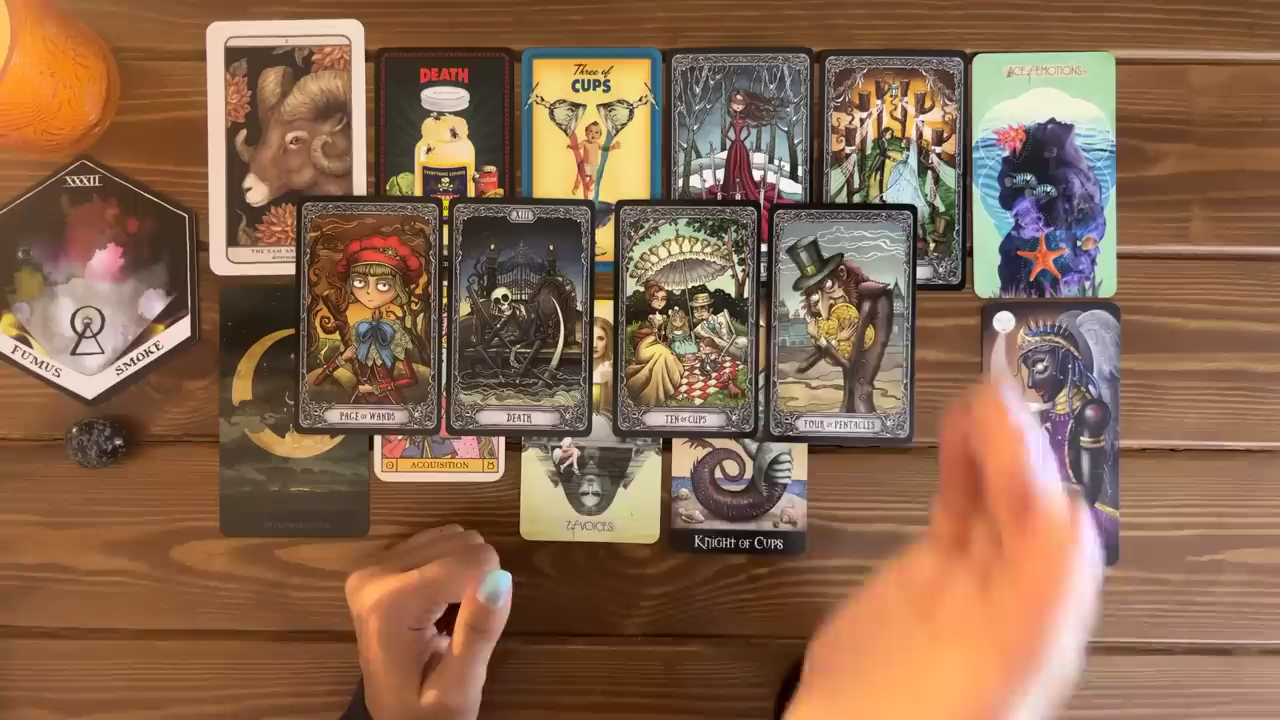 I
DEATH
Three of
CUPS
ACE of EMOTIONS
XXXII
FUMUS
SMOKE
THE RAM AN
XIII
PAGE OF WANDS
DEATH
TEN OF CUPS
FOUR OF PENTACLES
ACQUISITION
7 of VOICES
KNIGHT OF CUPS